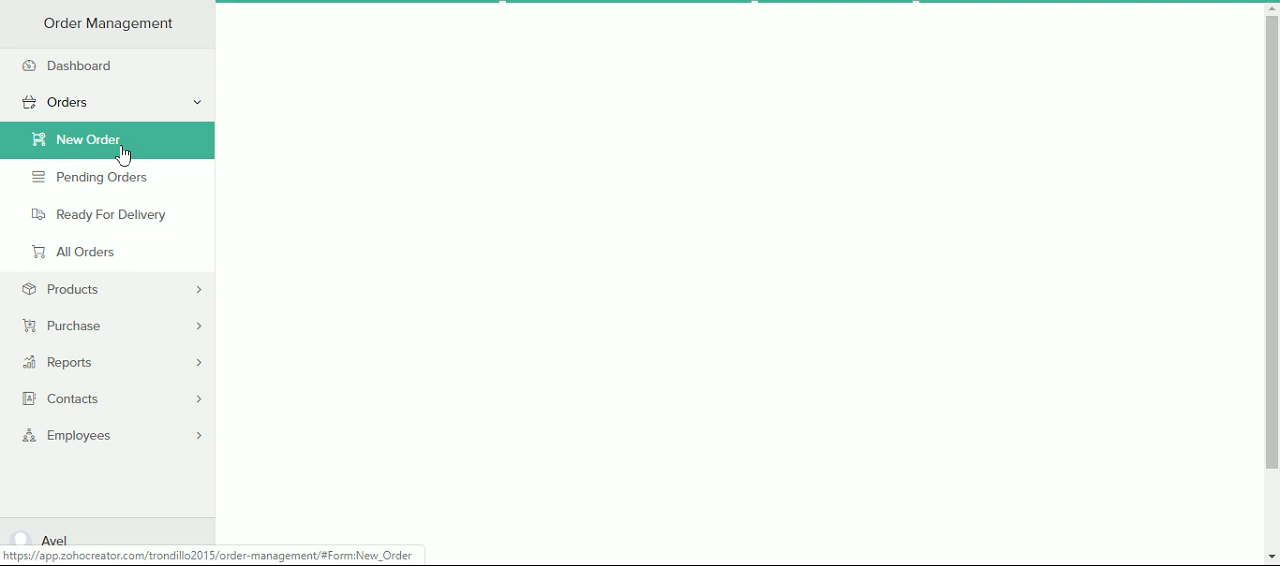 Order Management
Dashboard
Orders
New Order
Pending Orders
Ready For Delivery
All Orders
Products
Purchase
Reports
Contacts
Employees
Avel
https://app.zohocreator.com/trondillo2015/order-management/#Form:New_Order